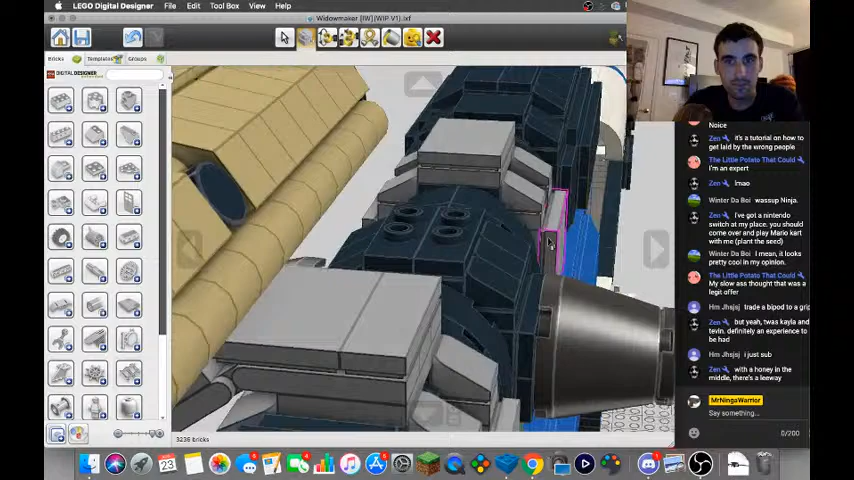 LEGO Digital Designer File Edit Tool Box View Help
Widowmaker [IW](WIP V1).lxf
Bricks Templates Groups
DIGITAL DESIGNER
3236 bricks
Noice
Zen it's a tutorial on how to
get laid by the wrong people
The Little Potato That Could
I'm an expert
Zen lmao
Winter Da Boi wassup Ninja.
Zen I've got a nintendo
switch at my place. you should
come over and play Mario kart
with me (plant the seed)
Winter Da Boi I mean, it looks
pretty cool in my opinion.
The Little Potato That Could
My slow ass thought that was a
legit offer
Hm Jhsjsj trade a bipod to a grip
Zen but yeah, twas kayla and
tevin. definitely an experience to
be had
Hm Jhsjsj i just sub
Zen with a honey in the
middle, there's a leeway
MrNingaWarrior
Say something...
0/200